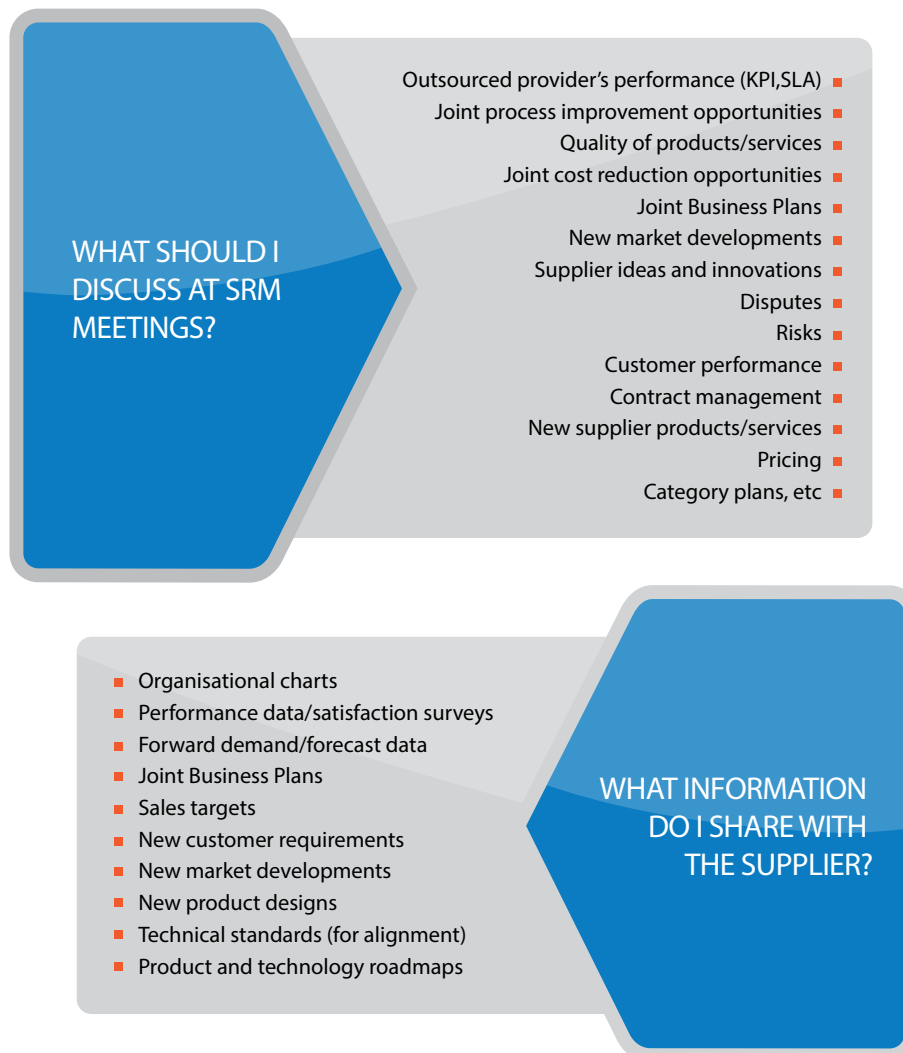 WHAT SHOULD I
DISCUSS AT SRM
MEETINGS?
Outsourced provider's performance (KPI,SLA)
Joint process improvement opportunities
Quality of products/services
Joint cost reduction opportunities
Joint Business Plans
New market developments
Supplier ideas and innovations
Disputes
Risks
Customer performance
Contract management
New supplier products/services
Pricing
Category plans, etc
WHAT INFORMATION
DO I SHARE WITH
THE SUPPLIER?
Organisational charts
Performance data/satisfaction surveys
Forward demand/forecast data
Joint Business Plans
Sales targets
New customer requirements
New market developments
New product designs
Technical standards (for alignment)
Product and technology roadmaps